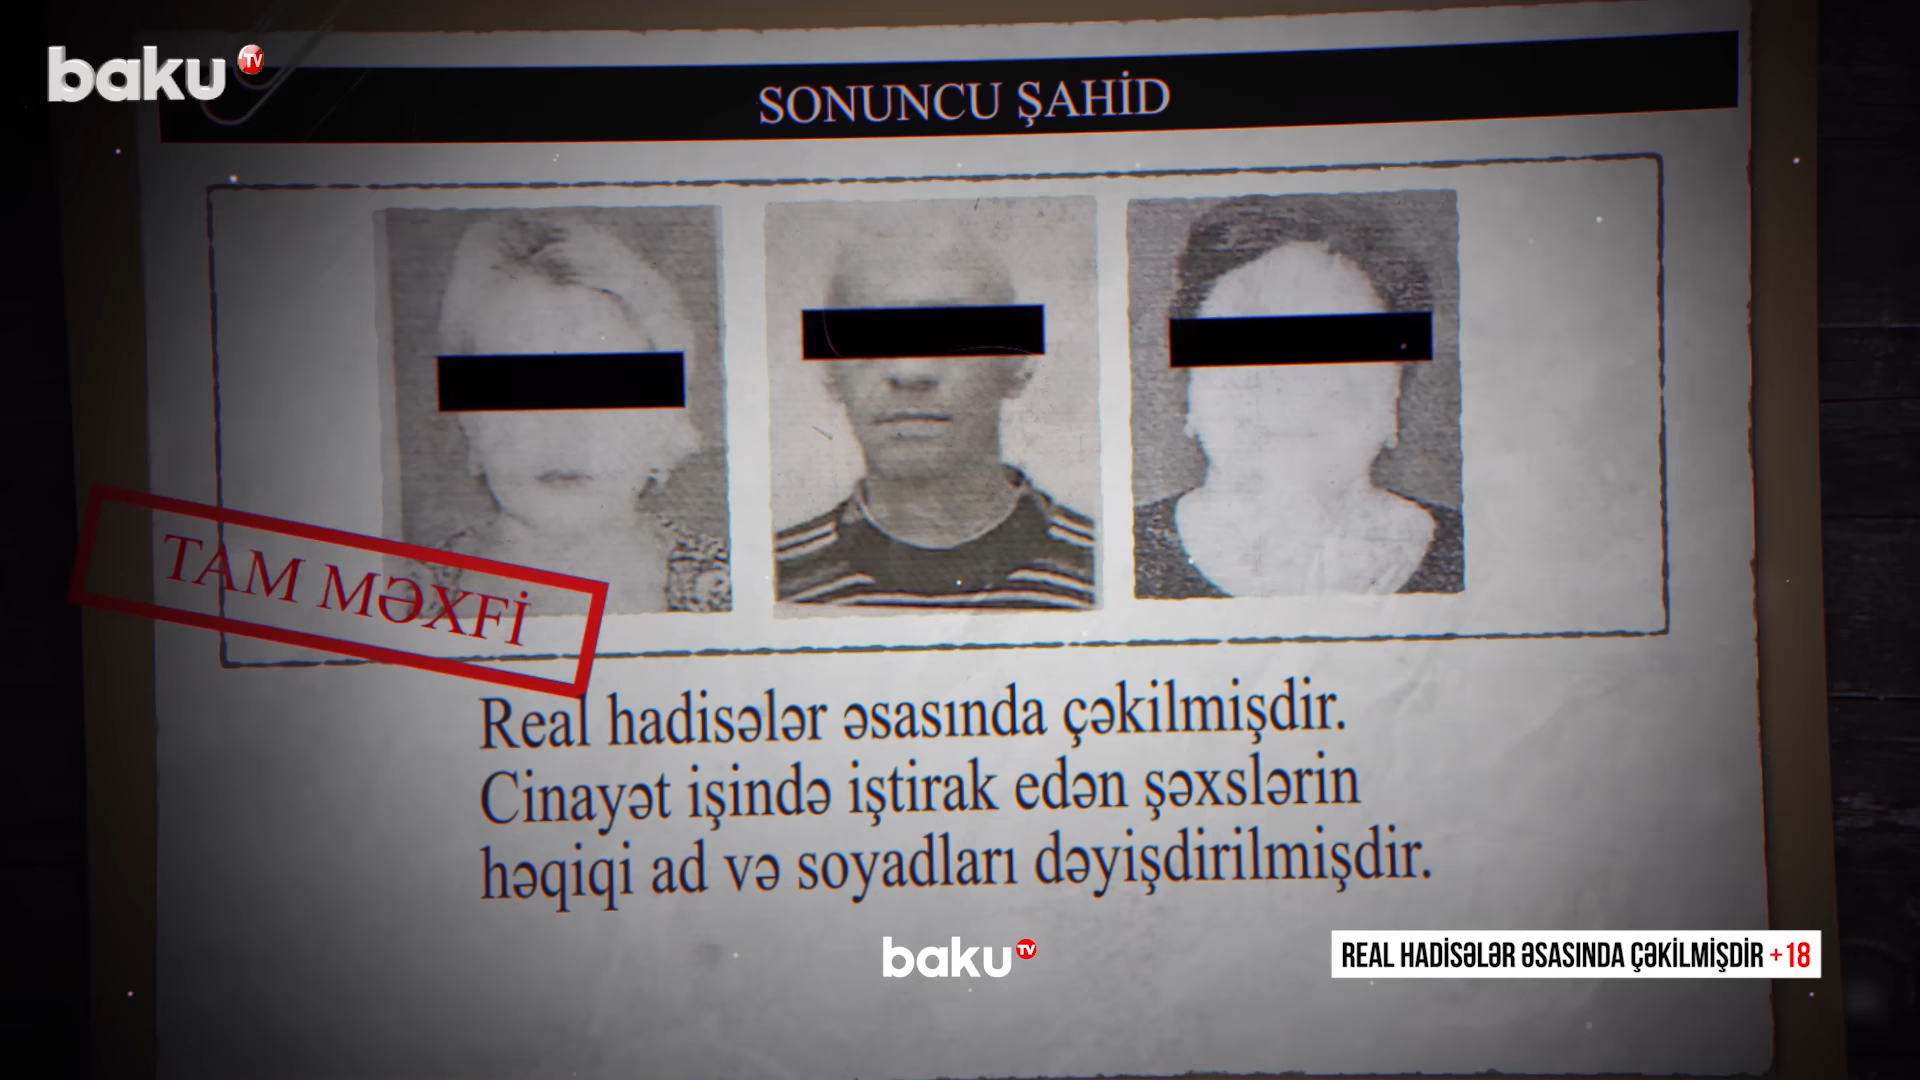 baku TV
SONUNCU ŞAHİD
TAM MƏXFİ
Real hadisələr əsasında çəkilmişdir.
Cinayət işində iştirak edən şəxslərin
həqiqi ad və soyadları dəyişdirilmişdir.
baku TV
REAL HADİSƏLƏR ƏSASINDA ÇƏKİLMİŞDİR +18